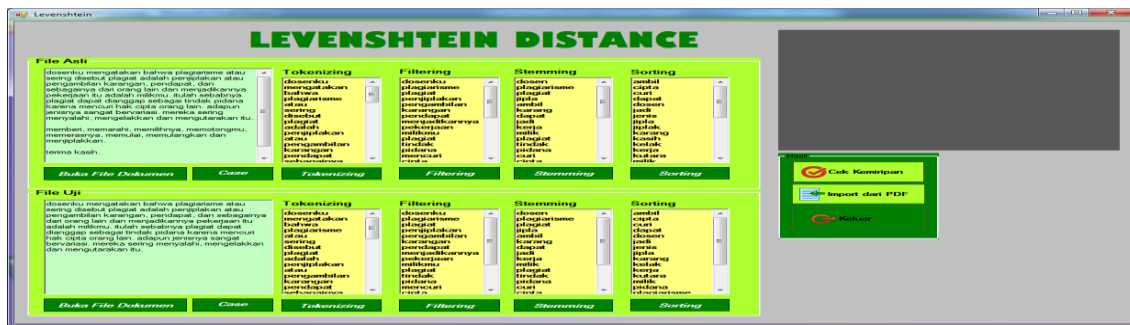 Levenshtein
LEVENSHTEIN DISTANCE
File Asli
dosenku mengatakan bahwa plagiarisme atau
sering disebut plagiat adalah penjiplakan atau
pengambilan karangan, pendapat, dan
sebagainya dari orang lain dan menjadikannya
pekerjaan itu adalah milikmu. itulah sebabnya
plagiat dapat dianggap sebagai tindak pidana
karena mencuri hak cipta orang lain. adapun
jenisnya sangat bervariasi. mereka sering
menyalahi, mengelakkan dan mengutarakan itu.
memberi, memarahi, memilihnya, memotongmu,
memerasnya, memulai, memulangkan dan
menjiplakkan.
terima kasih.
Tokenizing
dosenku
mengatakan
bahwa
plagiarisme
atau
sering
disebut
plagiat
adalah
penjiplakan
atau
pengambilan
karangan
pendapat
sebagainya
Filtering
dosenku
plagiarisme
plagiat
penjiplakan
pengambilan
karangan
pendapat
menjadikannya
pekerjaan
milikmu
plagiat
tindak
pidana
mencuri
cipta
Stemming
dosen
plagiarisme
plagiat
jipla
ambil
karang
dapat
jadi
kerja
milik
plagiat
tindak
pidana
curi
cipta
Sorting
ambil
cipta
curi
dapat
dosen
jadi
jenis
jipla
jiplak
karang
kasih
kelak
kerja
kutara
milik
Buka File Dokumen
Case
Tokenizing
Filtering
Stemming
Sorting
File Uji
dosenku mengatakan bahwa plagiarisme atau
sering disebut plagiat adalah penjiplakan atau
pengambilan karangan, pendapat, dan sebagainya
dari orang lain dan menjadikannya pekerjaan itu
adalah milikmu. itulah sebabnya plagiat dapat
dianggap sebagai tindak pidana karena mencuri
hak cipta orang lain. adapun jenisnya sangat
bervariasi. mereka sering menyalahi, mengelakkan
dan mengutarakan itu.
Tokenizing
dosenku
mengatakan
bahwa
plagiarisme
atau
sering
disebut
plagiat
adalah
penjiplakan
atau
pengambilan
karangan
pendapat
sebagainya
Filtering
dosenku
plagiarisme
plagiat
penjiplakan
pengambilan
karangan
pendapat
menjadikannya
pekerjaan
milikmu
plagiat
tindak
pidana
mencuri
cipta
Stemming
dosen
plagiarisme
plagiat
jipla
ambil
karang
dapat
jadi
kerja
milik
plagiat
tindak
pidana
curi
cipta
Sorting
ambil
cipta
curi
dapat
dosen
jadi
jenis
jipla
karang
kelak
kerja
kutara
milik
pidana
plagiarisme
Buka File Dokumen
Case
Tokenizing
Filtering
Stemming
Sorting
Hasil
Cek Kemiripan
Import dari PDF
Keluar